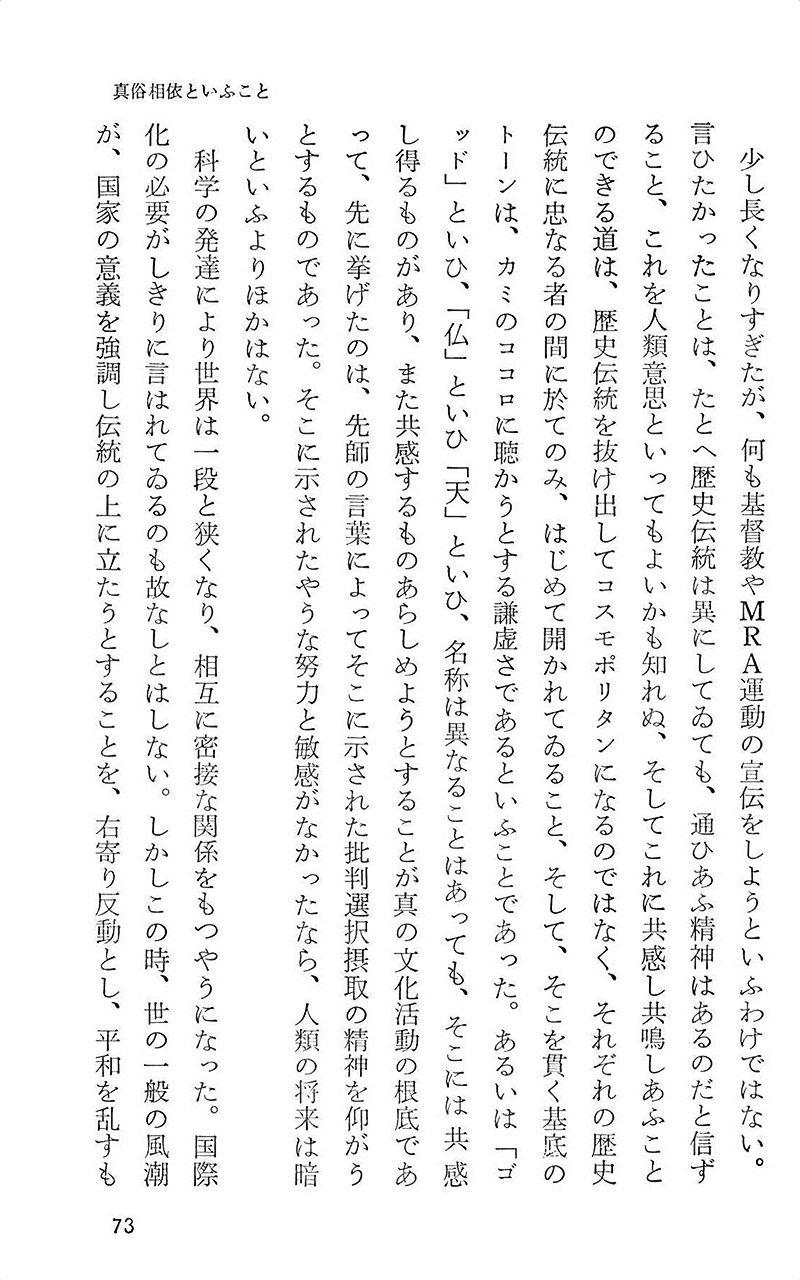 真俗相依といふこと
少し長くなりすぎたが、何も基督教やMRA運動の宣伝をしようといふわけではない。
言ひたかったことは、たとへ歴史伝統は異にしてゐても、通ひあふ精神はあるのだと信ず
ること、これを人類意思といってもよいかも知れぬ、そしてこれに共感し共鳴しあふこと
のできる道は、歴史伝統を抜け出してコスモポリタンになるのではなく、それぞれの歴史
伝統に忠なる者の間に於てのみ、はじめて開かれてゐること、そして、そこを貫く基底の
トーンは、カミのココロに聴かうとする謙虚さであるといふことであった。あるいは「ゴ
ッド」といひ、「仏」といひ「天」といひ、名称は異なることはあっても、そこには共感
し得るものがあり、また共感するものあらしめようとすることが真の文化活動の根底であ
って、先に挙げたのは、先師の言葉によってそこに示された批判選択摂取の精神を仰がう
とするものであった。そこに示されたやうな努力と敏感がなかったなら、人類の将来は暗
いといふよりほかはない。
科学の発達により世界は一段と狭くなり、相互に密接な関係をもつやうになった。国際
化の必要がしきりに言はれてゐるのも故なしとはしない。しかしこの時、世の一般の風潮
が、国家の意義を強調し伝統の上に立たうとすることを、右寄り反動とし、平和を乱すも
73